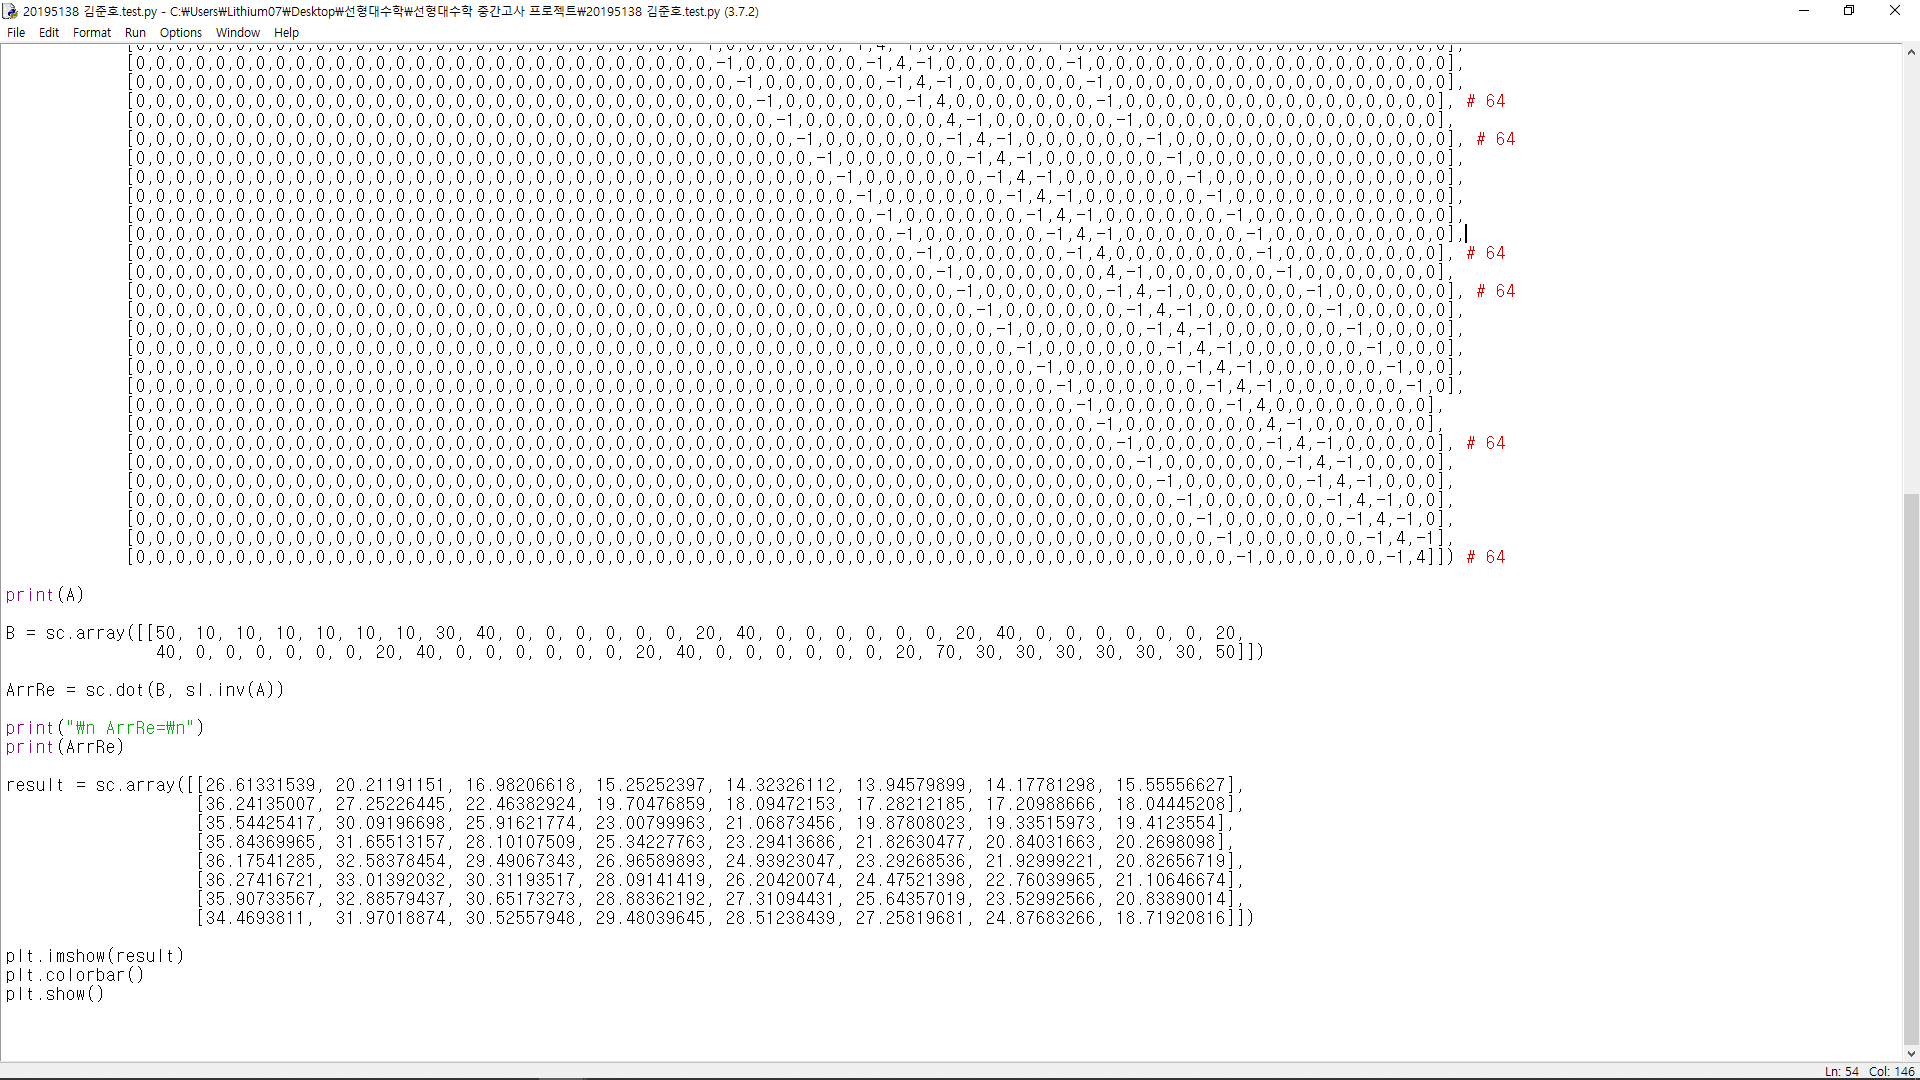 20195138 김준호.test.py - C:₩Users₩Lithium07₩Desktop₩선형대수학₩선형대수학 중간고사 프로젝트₩20195138 김준호.test.py (3.7.2)
File Edit Format Run Options Window Help
[0,0,0,0,0,0,0,0,0,0,0,0,0,0,0,0,0,0,0,0,0,0,0,0,0,0,0,0,0,-1,0,0,0,0,0,0,-1,4,-1,0,0,0,0,0,0,-1,0,0,0,0,0,0,0,0,0,0,0,0,0,0,0,0,0,0],
[0,0,0,0,0,0,0,0,0,0,0,0,0,0,0,0,0,0,0,0,0,0,0,0,0,0,0,0,0,0,-1,0,0,0,0,0,0,-1,4,-1,0,0,0,0,0,0,-1,0,0,0,0,0,0,0,0,0,0,0,0,0,0,0,0,0],
[0,0,0,0,0,0,0,0,0,0,0,0,0,0,0,0,0,0,0,0,0,0,0,0,0,0,0,0,0,0,0,-1,0,0,0,0,0,0,-1,4,0,0,0,0,0,0,0,-1,0,0,0,0,0,0,0,0,0,0,0,0,0,0,0,0], # 64
[0,0,0,0,0,0,0,0,0,0,0,0,0,0,0,0,0,0,0,0,0,0,0,0,0,0,0,0,0,0,0,0,-1,0,0,0,0,0,0,0,4,-1,0,0,0,0,0,0,-1,0,0,0,0,0,0,0,0,0,0,0,0,0,0,0],
[0,0,0,0,0,0,0,0,0,0,0,0,0,0,0,0,0,0,0,0,0,0,0,0,0,0,0,0,0,0,0,0,0,-1,0,0,0,0,0,0,-1,4,-1,0,0,0,0,0,0,-1,0,0,0,0,0,0,0,0,0,0,0,0,0,0], # 64
[0,0,0,0,0,0,0,0,0,0,0,0,0,0,0,0,0,0,0,0,0,0,0,0,0,0,0,0,0,0,0,0,0,0,-1,0,0,0,0,0,0,-1,4,-1,0,0,0,0,0,0,-1,0,0,0,0,0,0,0,0,0,0,0,0,0],
[0,0,0,0,0,0,0,0,0,0,0,0,0,0,0,0,0,0,0,0,0,0,0,0,0,0,0,0,0,0,0,0,0,0,0,-1,0,0,0,0,0,0,-1,4,-1,0,0,0,0,0,0,-1,0,0,0,0,0,0,0,0,0,0,0,0],
[0,0,0,0,0,0,0,0,0,0,0,0,0,0,0,0,0,0,0,0,0,0,0,0,0,0,0,0,0,0,0,0,0,0,0,0,-1,0,0,0,0,0,0,-1,4,-1,0,0,0,0,0,0,-1,0,0,0,0,0,0,0,0,0,0,0],
[0,0,0,0,0,0,0,0,0,0,0,0,0,0,0,0,0,0,0,0,0,0,0,0,0,0,0,0,0,0,0,0,0,0,0,0,0,-1,0,0,0,0,0,0,-1,4,-1,0,0,0,0,0,0,-1,0,0,0,0,0,0,0,0,0,0],
[0,0,0,0,0,0,0,0,0,0,0,0,0,0,0,0,0,0,0,0,0,0,0,0,0,0,0,0,0,0,0,0,0,0,0,0,0,0,-1,0,0,0,0,0,0,-1,4,-1,0,0,0,0,0,0,-1,0,0,0,0,0,0,0,0,0],
[0,0,0,0,0,0,0,0,0,0,0,0,0,0,0,0,0,0,0,0,0,0,0,0,0,0,0,0,0,0,0,0,0,0,0,0,0,0,0,-1,0,0,0,0,0,0,-1,4,0,0,0,0,0,0,0,-1,0,0,0,0,0,0,0,0], # 64
[0,0,0,0,0,0,0,0,0,0,0,0,0,0,0,0,0,0,0,0,0,0,0,0,0,0,0,0,0,0,0,0,0,0,0,0,0,0,0,0,-1,0,0,0,0,0,0,0,4,-1,0,0,0,0,0,0,-1,0,0,0,0,0,0,0],
[0,0,0,0,0,0,0,0,0,0,0,0,0,0,0,0,0,0,0,0,0,0,0,0,0,0,0,0,0,0,0,0,0,0,0,0,0,0,0,0,0,-1,0,0,0,0,0,0,-1,4,-1,0,0,0,0,0,0,-1,0,0,0,0,0,0], # 64
[0,0,0,0,0,0,0,0,0,0,0,0,0,0,0,0,0,0,0,0,0,0,0,0,0,0,0,0,0,0,0,0,0,0,0,0,0,0,0,0,0,0,-1,0,0,0,0,0,0,-1,4,-1,0,0,0,0,0,0,-1,0,0,0,0,0],
[0,0,0,0,0,0,0,0,0,0,0,0,0,0,0,0,0,0,0,0,0,0,0,0,0,0,0,0,0,0,0,0,0,0,0,0,0,0,0,0,0,0,0,-1,0,0,0,0,0,0,-1,4,-1,0,0,0,0,0,0,-1,0,0,0,0],
[0,0,0,0,0,0,0,0,0,0,0,0,0,0,0,0,0,0,0,0,0,0,0,0,0,0,0,0,0,0,0,0,0,0,0,0,0,0,0,0,0,0,0,0,-1,0,0,0,0,0,0,-1,4,-1,0,0,0,0,0,0,-1,0,0,0],
[0,0,0,0,0,0,0,0,0,0,0,0,0,0,0,0,0,0,0,0,0,0,0,0,0,0,0,0,0,0,0,0,0,0,0,0,0,0,0,0,0,0,0,0,0,-1,0,0,0,0,0,0,-1,4,-1,0,0,0,0,0,0,-1,0,0],
[0,0,0,0,0,0,0,0,0,0,0,0,0,0,0,0,0,0,0,0,0,0,0,0,0,0,0,0,0,0,0,0,0,0,0,0,0,0,0,0,0,0,0,0,0,0,-1,0,0,0,0,0,0,-1,4,-1,0,0,0,0,0,0,-1,0],
[0,0,0,0,0,0,0,0,0,0,0,0,0,0,0,0,0,0,0,0,0,0,0,0,0,0,0,0,0,0,0,0,0,0,0,0,0,0,0,0,0,0,0,0,0,0,0,-1,0,0,0,0,0,0,-1,4,0,0,0,0,0,0,0,0],
[0,0,0,0,0,0,0,0,0,0,0,0,0,0,0,0,0,0,0,0,0,0,0,0,0,0,0,0,0,0,0,0,0,0,0,0,0,0,0,0,0,0,0,0,0,0,0,0,-1,0,0,0,0,0,0,0,4,-1,0,0,0,0,0,0],
[0,0,0,0,0,0,0,0,0,0,0,0,0,0,0,0,0,0,0,0,0,0,0,0,0,0,0,0,0,0,0,0,0,0,0,0,0,0,0,0,0,0,0,0,0,0,0,0,0,-1,0,0,0,0,0,0,-1,4,-1,0,0,0,0,0], # 64
[0,0,0,0,0,0,0,0,0,0,0,0,0,0,0,0,0,0,0,0,0,0,0,0,0,0,0,0,0,0,0,0,0,0,0,0,0,0,0,0,0,0,0,0,0,0,0,0,0,0,-1,0,0,0,0,0,0,-1,4,-1,0,0,0,0],
[0,0,0,0,0,0,0,0,0,0,0,0,0,0,0,0,0,0,0,0,0,0,0,0,0,0,0,0,0,0,0,0,0,0,0,0,0,0,0,0,0,0,0,0,0,0,0,0,0,0,0,-1,0,0,0,0,0,0,-1,4,-1,0,0,0],
[0,0,0,0,0,0,0,0,0,0,0,0,0,0,0,0,0,0,0,0,0,0,0,0,0,0,0,0,0,0,0,0,0,0,0,0,0,0,0,0,0,0,0,0,0,0,0,0,0,0,0,0,-1,0,0,0,0,0,0,-1,4,-1,0,0],
[0,0,0,0,0,0,0,0,0,0,0,0,0,0,0,0,0,0,0,0,0,0,0,0,0,0,0,0,0,0,0,0,0,0,0,0,0,0,0,0,0,0,0,0,0,0,0,0,0,0,0,0,0,-1,0,0,0,0,0,0,-1,4,-1,0],
[0,0,0,0,0,0,0,0,0,0,0,0,0,0,0,0,0,0,0,0,0,0,0,0,0,0,0,0,0,0,0,0,0,0,0,0,0,0,0,0,0,0,0,0,0,0,0,0,0,0,0,0,0,0,-1,0,0,0,0,0,0,-1,4,-1],
[0,0,0,0,0,0,0,0,0,0,0,0,0,0,0,0,0,0,0,0,0,0,0,0,0,0,0,0,0,0,0,0,0,0,0,0,0,0,0,0,0,0,0,0,0,0,0,0,0,0,0,0,0,0,0,-1,0,0,0,0,0,0,-1,4]]) # 64
print(A)
B = sc.array([[50, 10, 10, 10, 10, 10, 10, 30, 40, 0, 0, 0, 0, 0, 0, 20, 40, 0, 0, 0, 0, 0, 0, 20, 40, 0, 0, 0, 0, 0, 0, 20,
40, 0, 0, 0, 0, 0, 0, 20, 40, 0, 0, 0, 0, 0, 0, 20, 40, 0, 0, 0, 0, 0, 0, 20, 70, 30, 30, 30, 30, 30, 30, 50]])
ArrRe = sc.dot(B, sl.inv(A))
print("₩n ArrRe=₩n")
print(ArrRe)
result = sc.array([[26.61331539, 20.21191151, 16.98206618, 15.25252397, 14.32326112, 13.94579899, 14.17781298, 15.55556627],
[36.24135007, 27.25226445, 22.46382924, 19.70476859, 18.09472153, 17.28212185, 17.20988666, 18.04445208],
[35.54425417, 30.09196698, 25.91621774, 23.00799963, 21.06873456, 19.87808023, 19.33515973, 19.4123554],
[35.84369965, 31.65513157, 28.10107509, 25.34227763, 23.29413686, 21.82630477, 20.84031663, 20.2698098],
[36.17541285, 32.58378454, 29.49067343, 26.96589893, 24.93923047, 23.29268536, 21.92999221, 20.82656719],
[36.27416721, 33.01392032, 30.31193517, 28.09141419, 26.20420074, 24.47521398, 22.76039965, 21.10646674],
[35.90733567, 32.88579437, 30.65173273, 28.88362192, 27.31094431, 25.64357019, 23.52992566, 20.83890014],
[34.4693811, 31.97018874, 30.52557948, 29.48039645, 28.51238439, 27.25819681, 24.87683266, 18.71920816]])
plt.imshow(result)
plt.colorbar()
plt.show()
Ln: 54 Col: 146